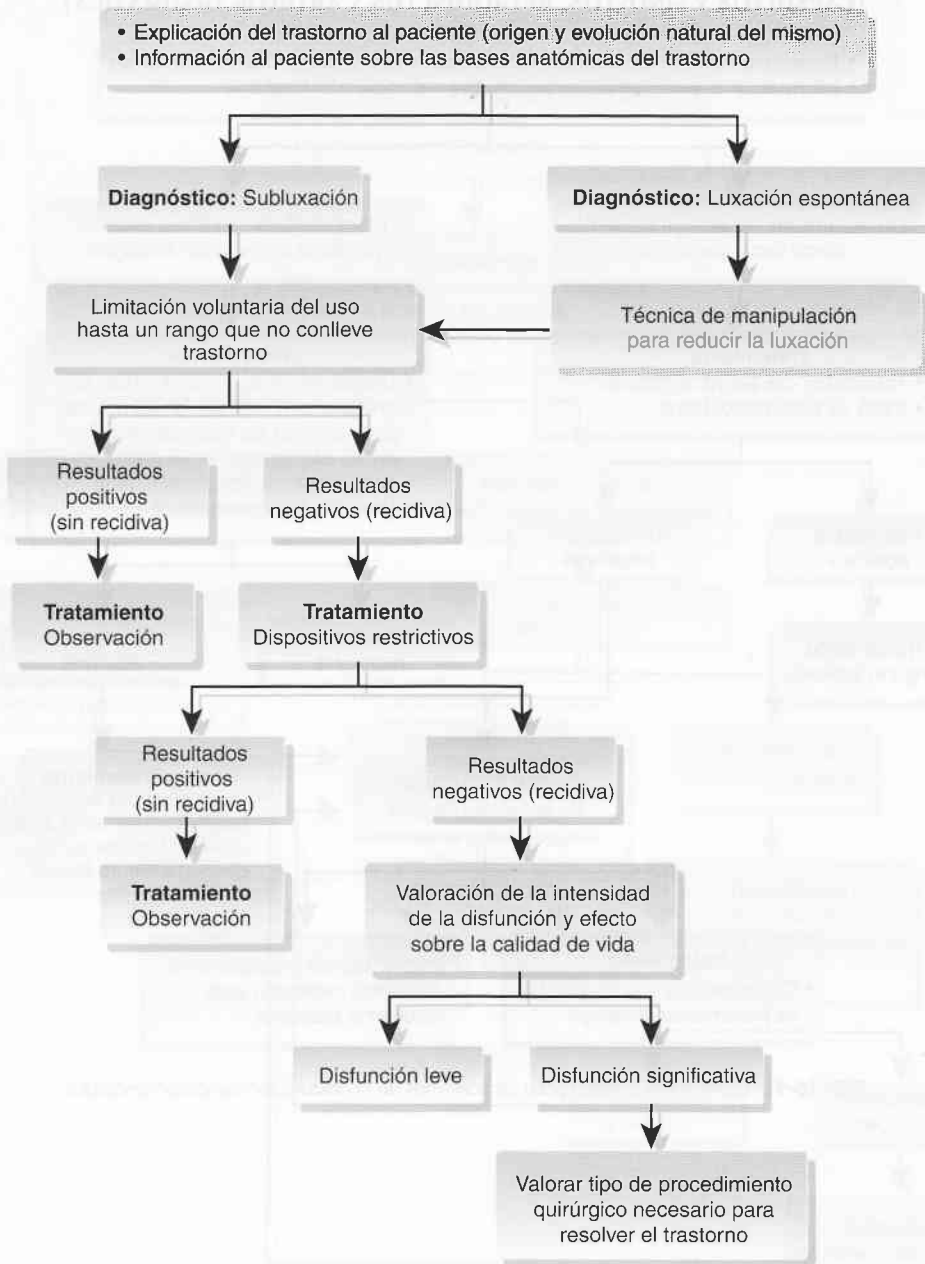 • Explicación del trastorno al paciente (origen y evolución natural del mismo)
• Información al paciente sobre las bases anatómicas del trastorno
Diagnóstico: Subluxación
Diagnóstico: Luxación espontánea
Limitación voluntaria del uso
hasta un rango que no conlleve
trastorno
Técnica de manipulación
para reducir la luxación
Resultados
positivos
(sin recidiva)
Resultados
negativos (recidiva)
Tratamiento
Observación
Tratamiento
Dispositivos restrictivos
Resultados
positivos
(sin recidiva)
Resultados
negativos (recidiva)
Tratamiento
Observación
Valoración de la intensidad
de la disfunción y efecto
sobre la calidad de vida
Disfunción leve
Disfunción significativa
Valorar tipo de procedimiento
quirúrgico necesario para
resolver el trastorno